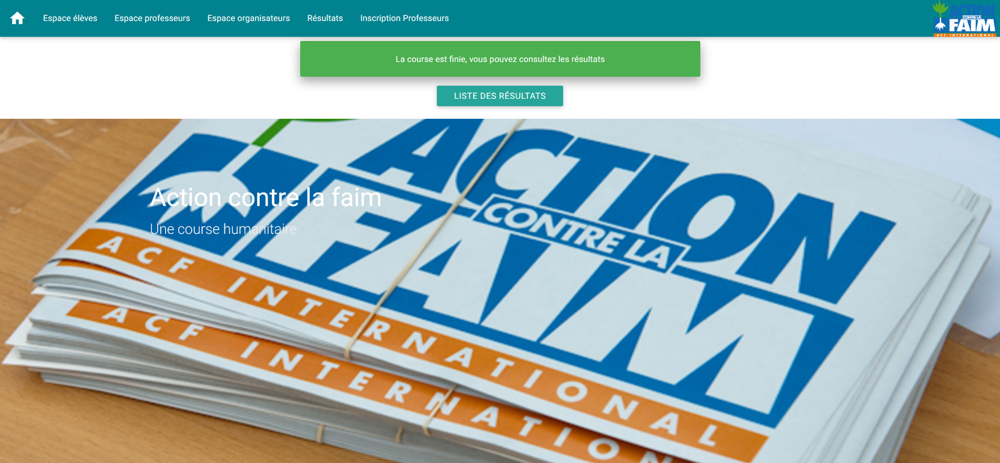 Espace élèves Espace professeurs Espace organisateurs Résultats Inscription Professeurs
ACTION
CONTRE LA
FAIM
ACF INTERNATIONAL
La course est finie, vous pouvez consultez les résultats
LISTE DES RÉSULTATS
Action contre la faim
Une course humanitaire
ACTION
CONTRE LA
FAIM
ACF INTERNATIONAL
ACF INTERNATION